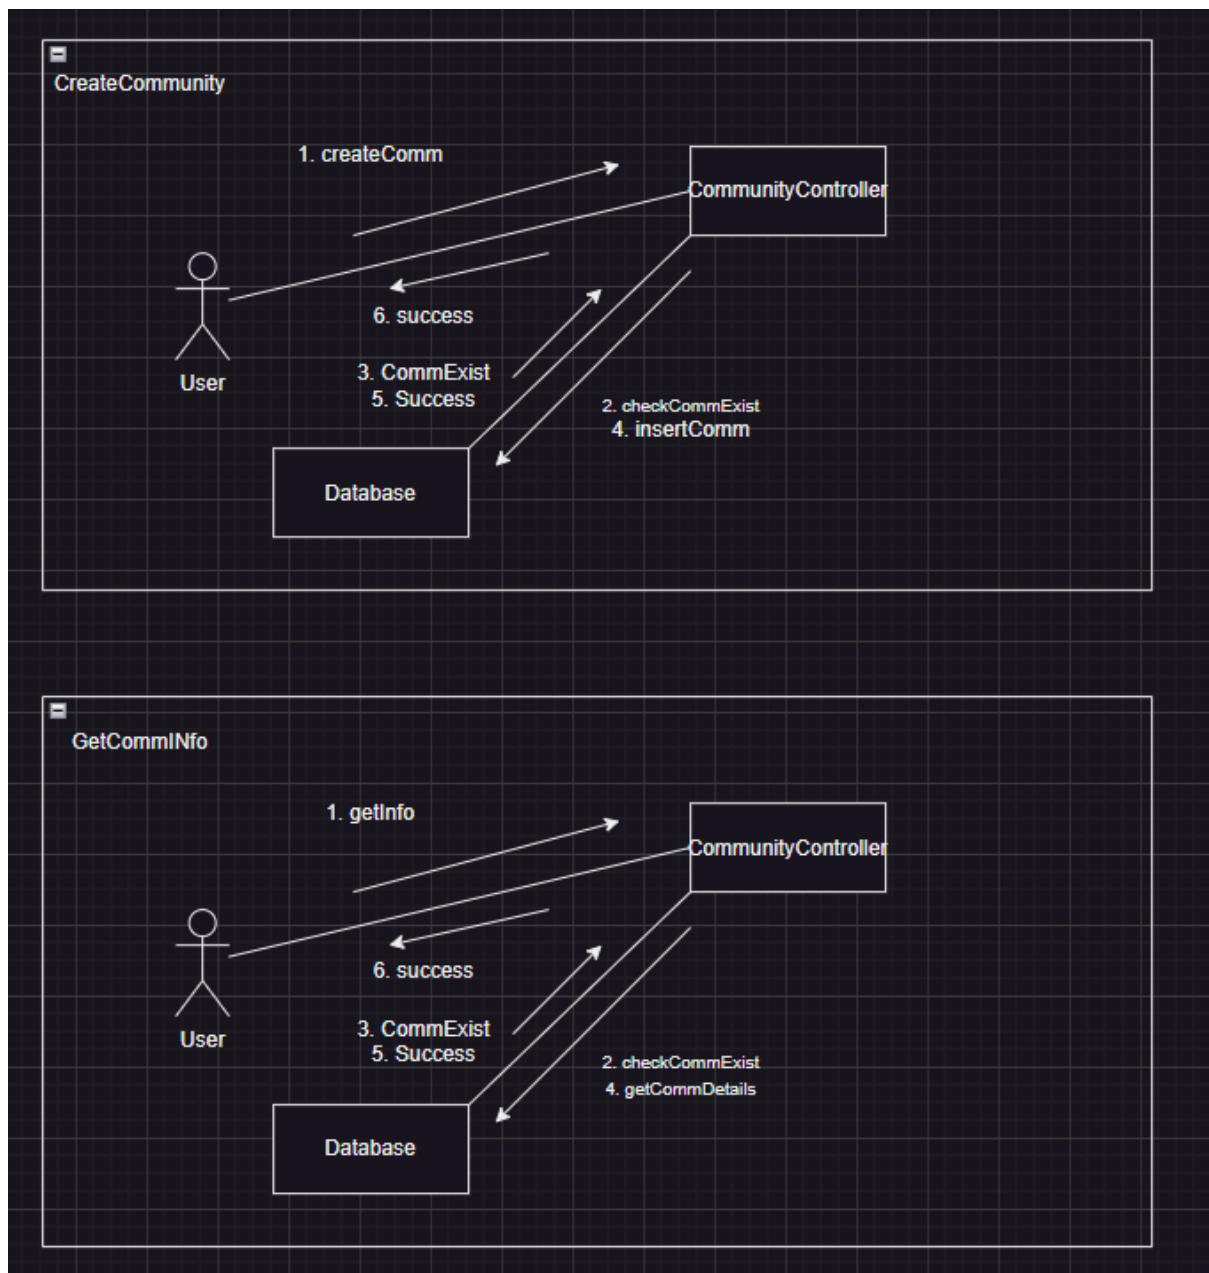 CreateCommunity
1. createComm
CommunityController
6. success
User
3. CommExist
5. Success
2. checkCommExist
4. insertComm
Database
GetCommINfo
1. getInfo
CommunityController
6. success
User
3. CommExist
5. Success
2. checkCommExist
4. getCommDetails
Database